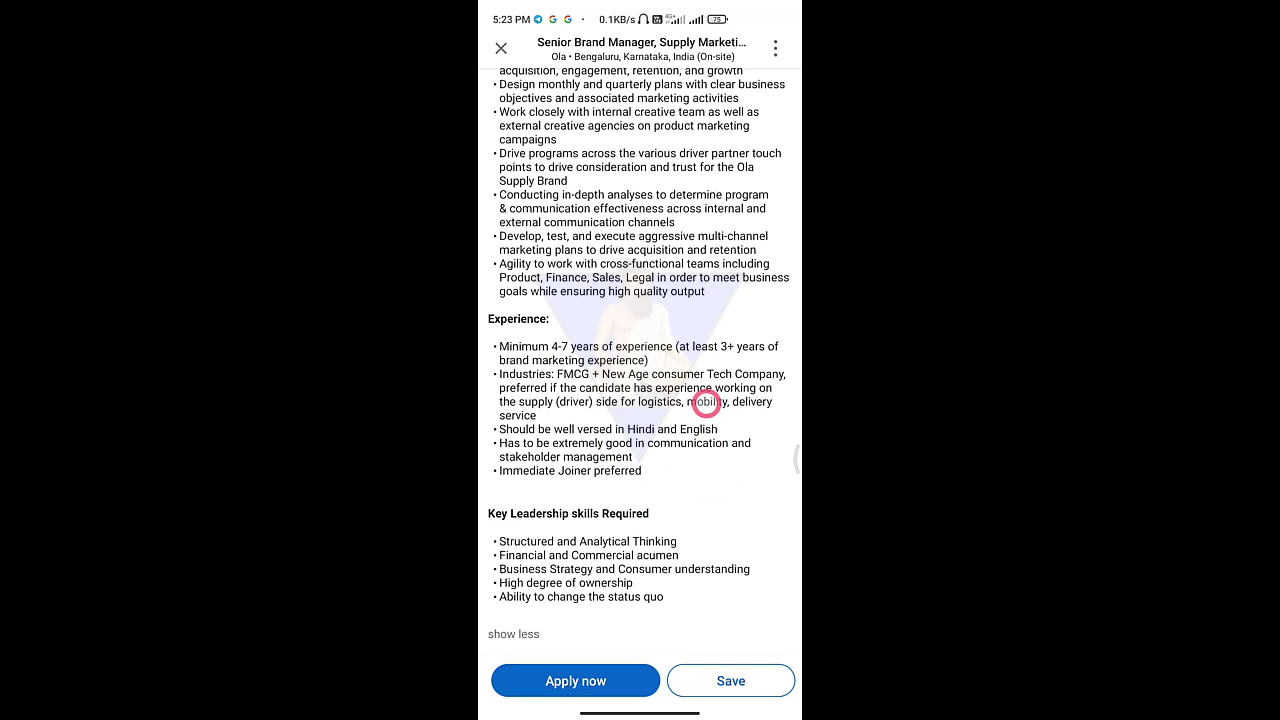 5:23 PM 0.1KB/s 4G+ 75
Senior Brand Manager, Supply Marketi...
Ola • Bengaluru, Karnataka, India (On-site)
acquisition, engagement, retention, and growth
• Design monthly and quarterly plans with clear business
objectives and associated marketing activities
• Work closely with internal creative team as well as
external creative agencies on product marketing
campaigns
• Drive programs across the various driver partner touch
points to drive consideration and trust for the Ola
Supply Brand
• Conducting in-depth analyses to determine program
& communication effectiveness across internal and
external communication channels
• Develop, test, and execute aggressive multi-channel
marketing plans to drive acquisition and retention
• Agility to work with cross-functional teams including
Product, Finance, Sales, Legal in order to meet business
goals while ensuring high quality output
Experience:
• Minimum 4-7 years of experience (at least 3+ years of
brand marketing experience)
• Industries: FMCG + New Age consumer Tech Company,
preferred if the candidate has experience working on
the supply (driver) side for logistics, mobility, delivery
service
• Should be well versed in Hindi and English
• Has to be extremely good in communication and
stakeholder management
• Immediate Joiner preferred
Key Leadership skills Required
• Structured and Analytical Thinking
• Financial and Commercial acumen
• Business Strategy and Consumer understanding
• High degree of ownership
• Ability to change the status quo
show less
Apply now
Save